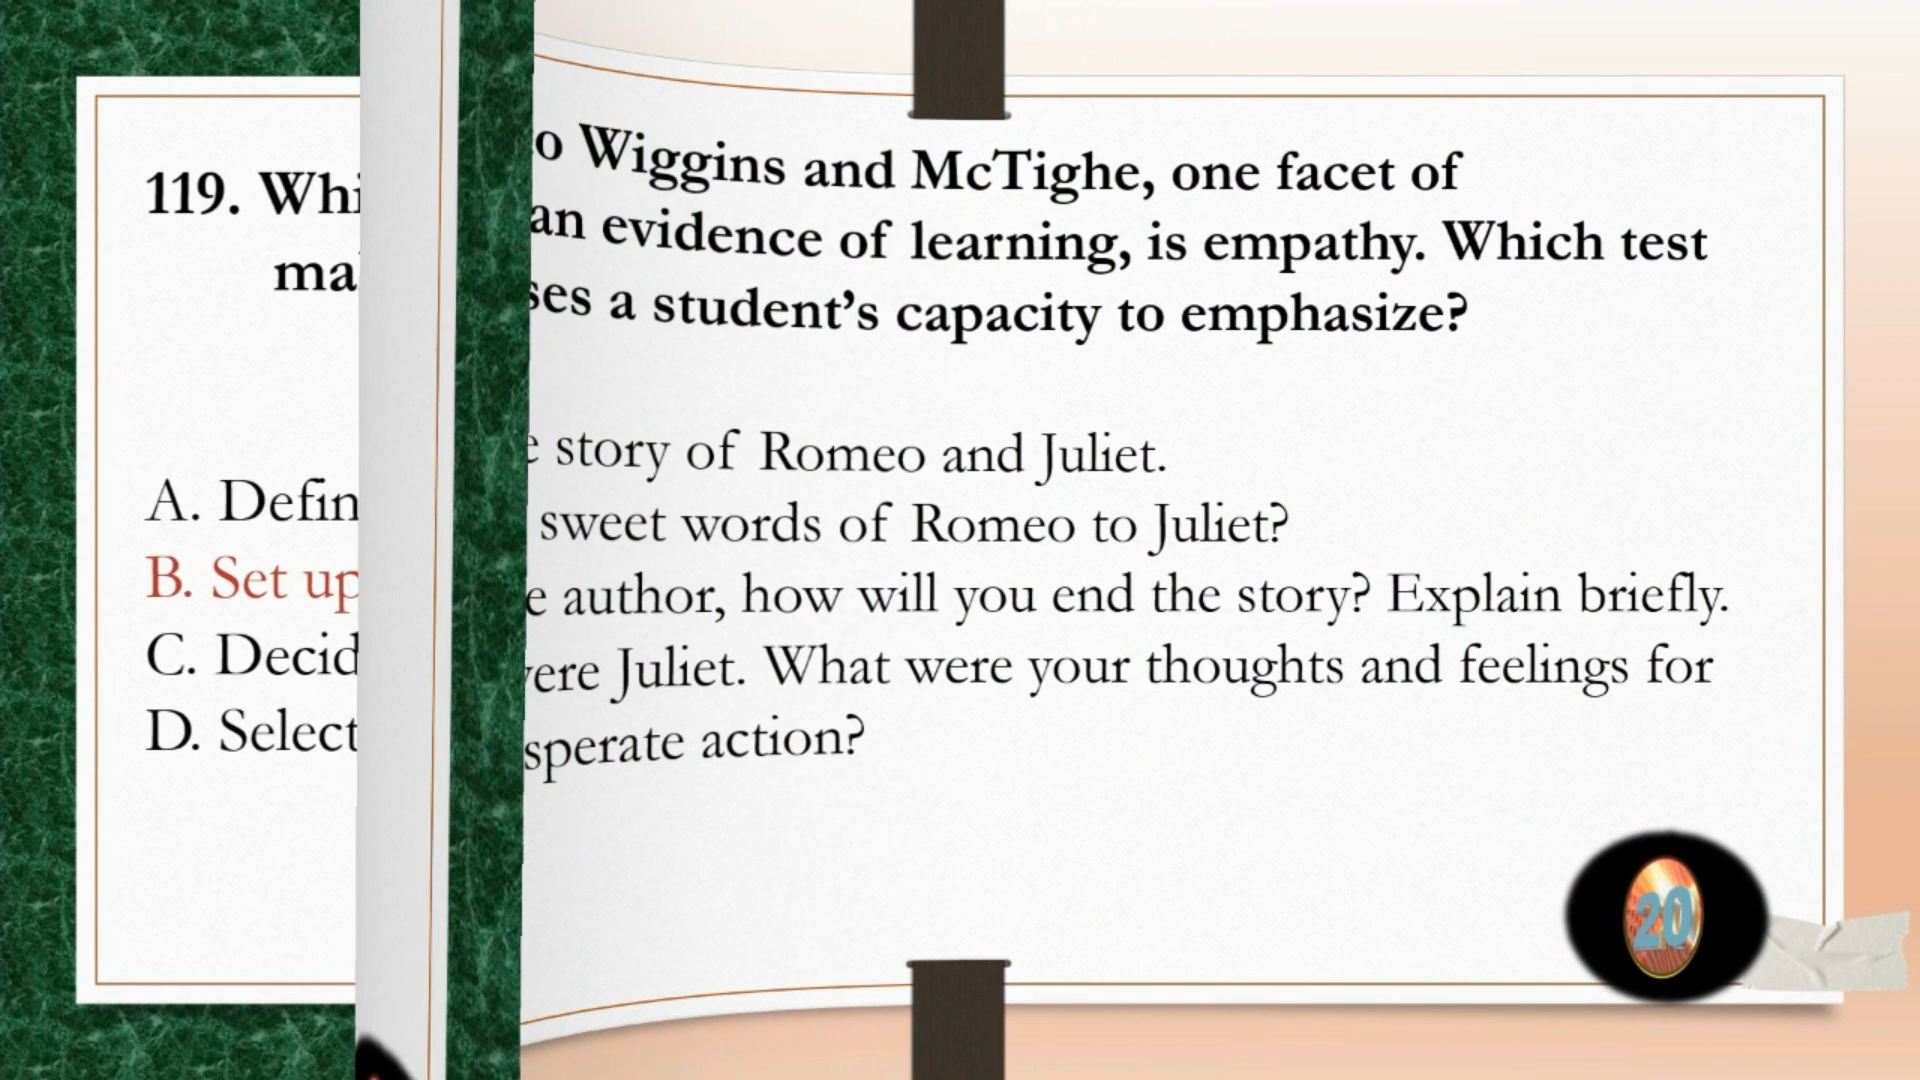 119. Whi
ma
A. Defin
B. Set up
C. Decid
D. Select
o Wiggins and McTighe, one facet of
an evidence of learning, is empathy. Which test
ses a student's capacity to emphasize?
e story of Romeo and Juliet.
sweet words of Romeo to Juliet?
e author, how will you end the story? Explain briefly.
ere Juliet. What were your thoughts and feelings for
sperate action?
20